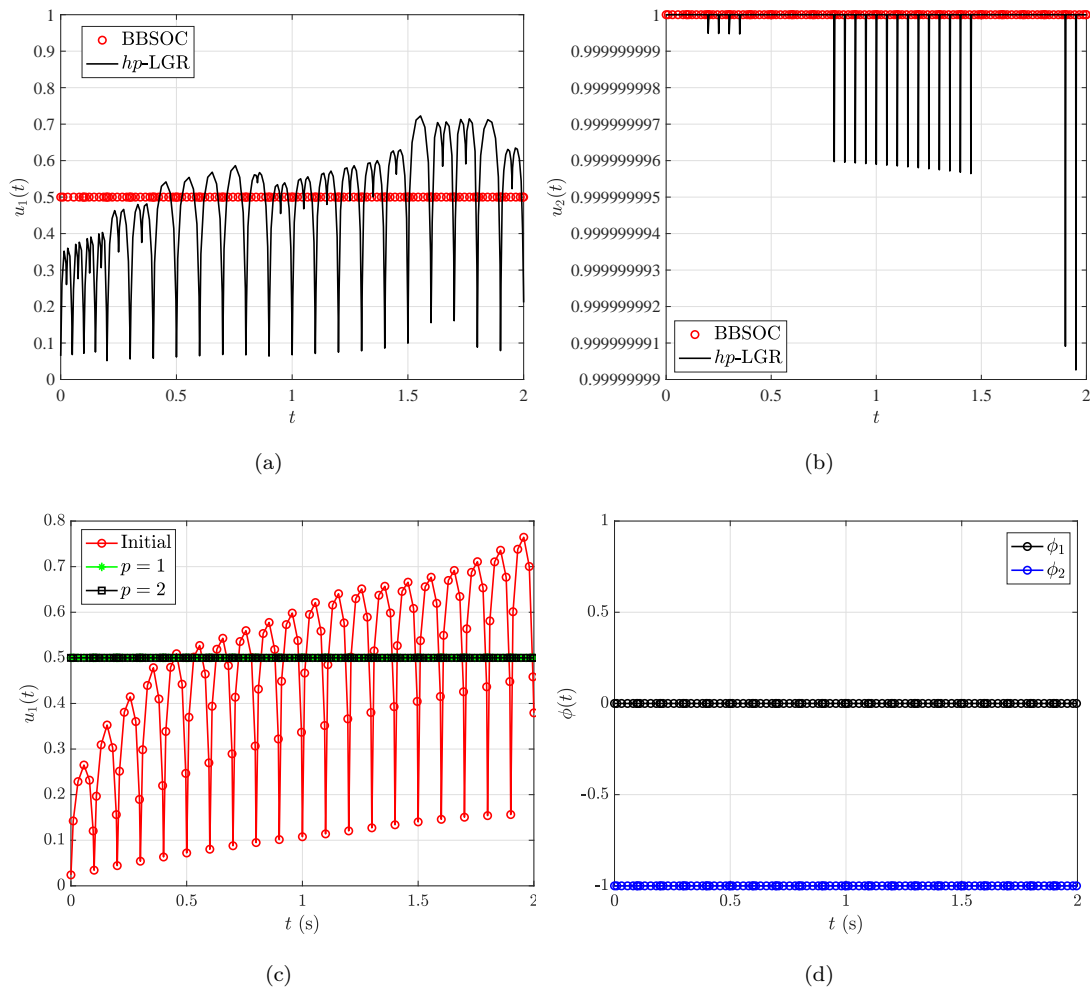 1
0.9
0.8
0.7
0.6
0.5
0.4
0.3
0.2
0.1
0
u₁(t)
BBSOC
hp-LGR
0
0.5
1
1.5
2
t
(a)
1
0.999999999
0.999999998
0.999999997
0.999999996
0.999999995
0.999999994
0.999999993
0.999999992
0.999999991
0.99999999
u₂(t)
BBSOC
hp-LGR
0
0.5
1
1.5
2
t
(b)
0.8
0.7
0.6
0.5
0.4
0.3
0.2
0.1
0
u₁(t)
Initial
p = 1
p = 2
0
0.5
1
1.5
2
t (s)
(c)
1
0.5
0
-0.5
-1
ϕ(t)
ϕ₁
ϕ₂
0
0.5
1
1.5
2
t (s)
(d)